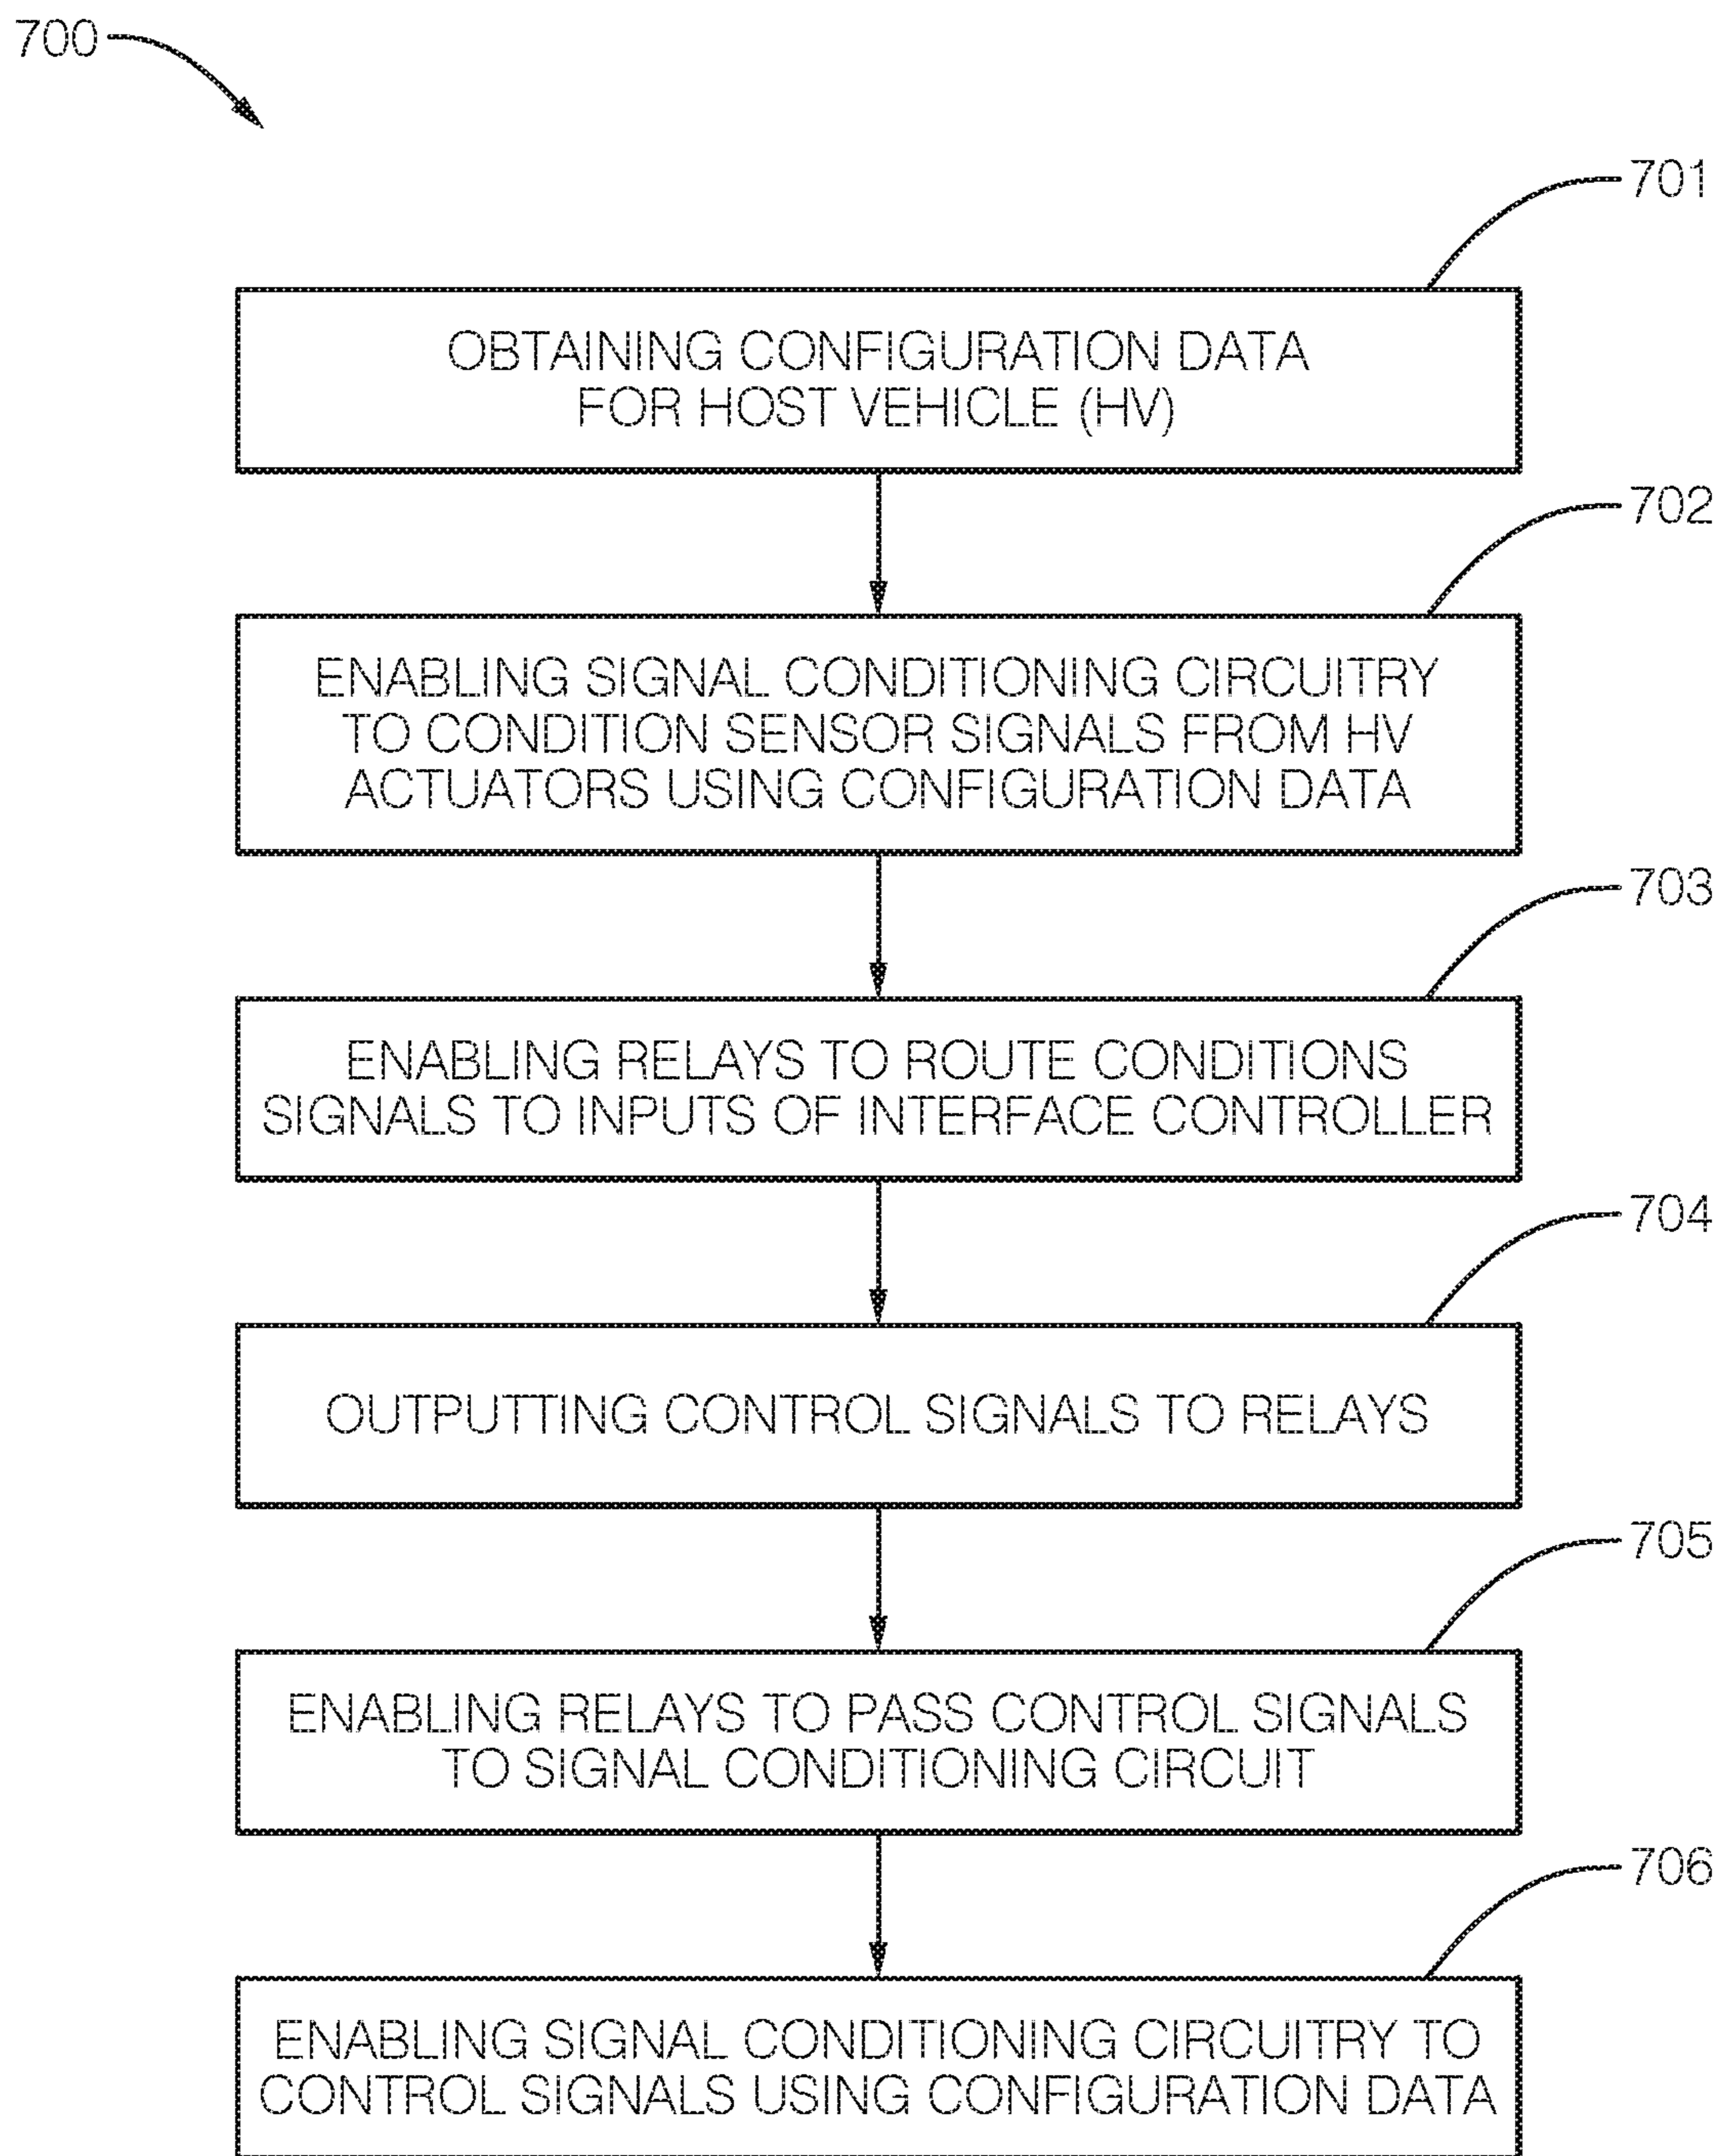 700
701
OBTAINING CONFIGURATION DATA
FOR HOST VEHICLE (HV)
702
ENABLING SIGNAL CONDITIONING CIRCUITRY
TO CONDITION SENSOR SIGNALS FROM HV
ACTUATORS USING CONFIGURATION DATA
703
ENABLING RELAYS TO ROUTE CONDITIONS
SIGNALS TO INPUTS OF INTERFACE CONTROLLER
704
OUTPUTTING CONTROL SIGNALS TO RELAYS
705
ENABLING RELAYS TO PASS CONTROL SIGNALS
TO SIGNAL CONDITIONING CIRCUIT
706
ENABLING SIGNAL CONDITIONING CIRCUITRY TO
CONTROL SIGNALS USING CONFIGURATION DATA